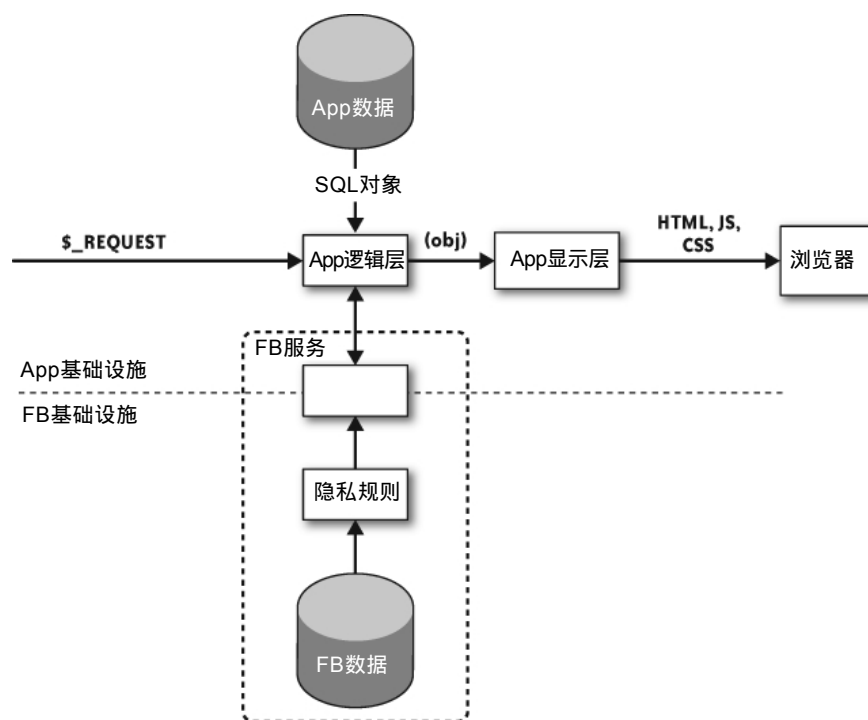 App数据
SQL对象
$_REQUEST
App逻辑层
(obj)
App显示层
HTML, JS,
CSS
浏览器
FB服务
App基础设施
FB基础设施
隐私规则
FB数据